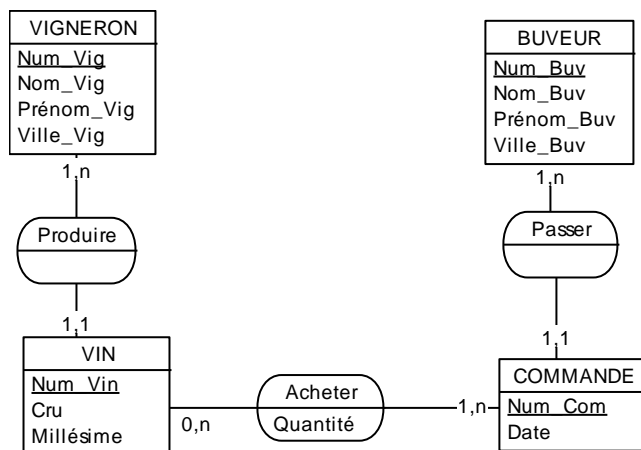 VIGNERON
Num_Vig
Nom_Vig
Prénom_Vig
Ville_Vig
BUVEUR
Num_Buv
Nom_Buv
Prénom_Buv
Ville_Buv
1,n
1,n
Produire
Passer
1,1
1,1
VIN
Num_Vin
Cru
Millésime
0,n
Acheter
Quantité
1,n
COMMANDE
Num_Com
Date